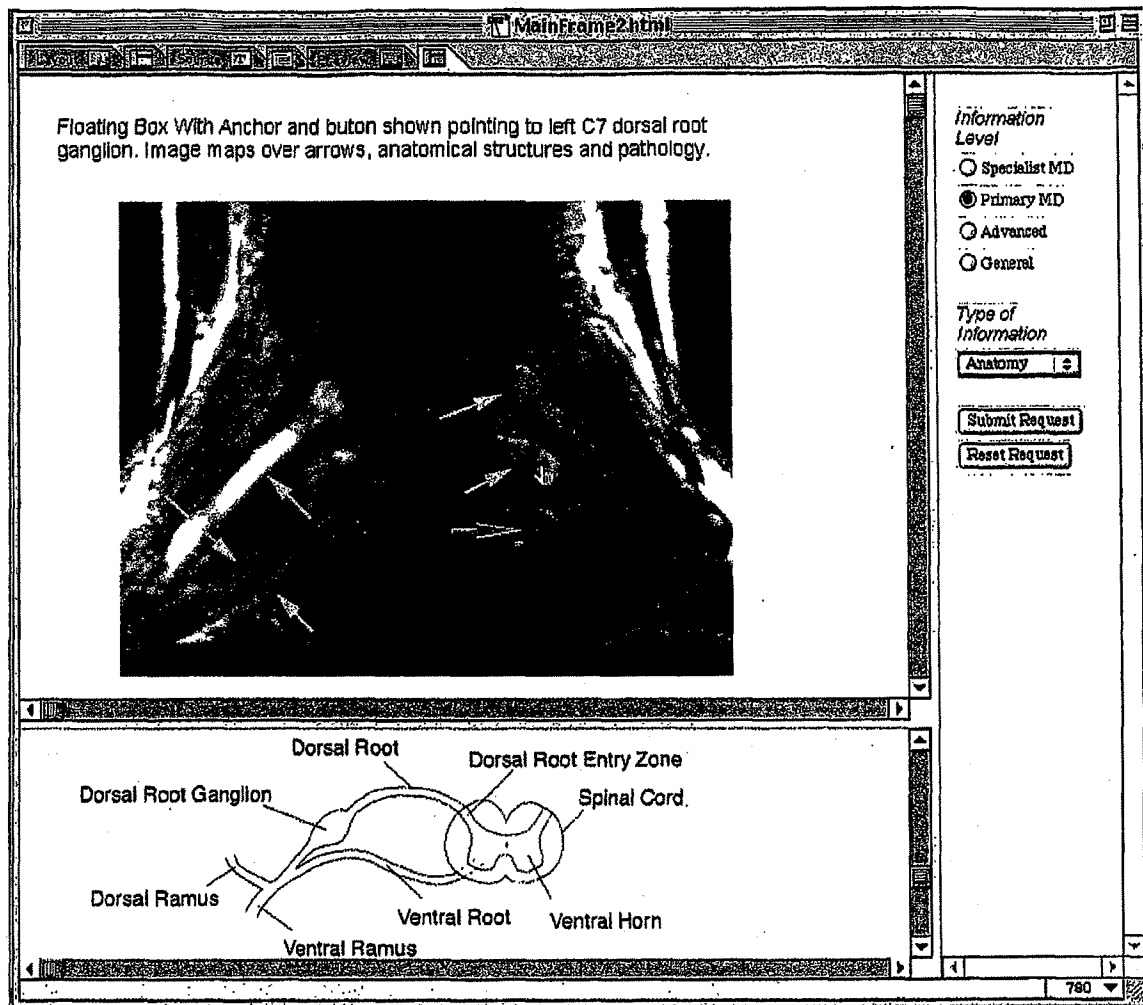 MainFrame2.html
Floating Box With Anchor and buton shown pointing to left C7 dorsal root
ganglion. Image maps over arrows, anatomical structures and pathology.
Information
Level
Specialist MD
Primary MD
Advanced
General
Type of
Information
Anatomy
Submit Request
Reset Request
Dorsal Root
Dorsal Root Entry Zone
Dorsal Root Ganglion
Spinal Cord
Dorsal Ramus
Ventral Root
Ventral Horn
Ventral Ramus
780